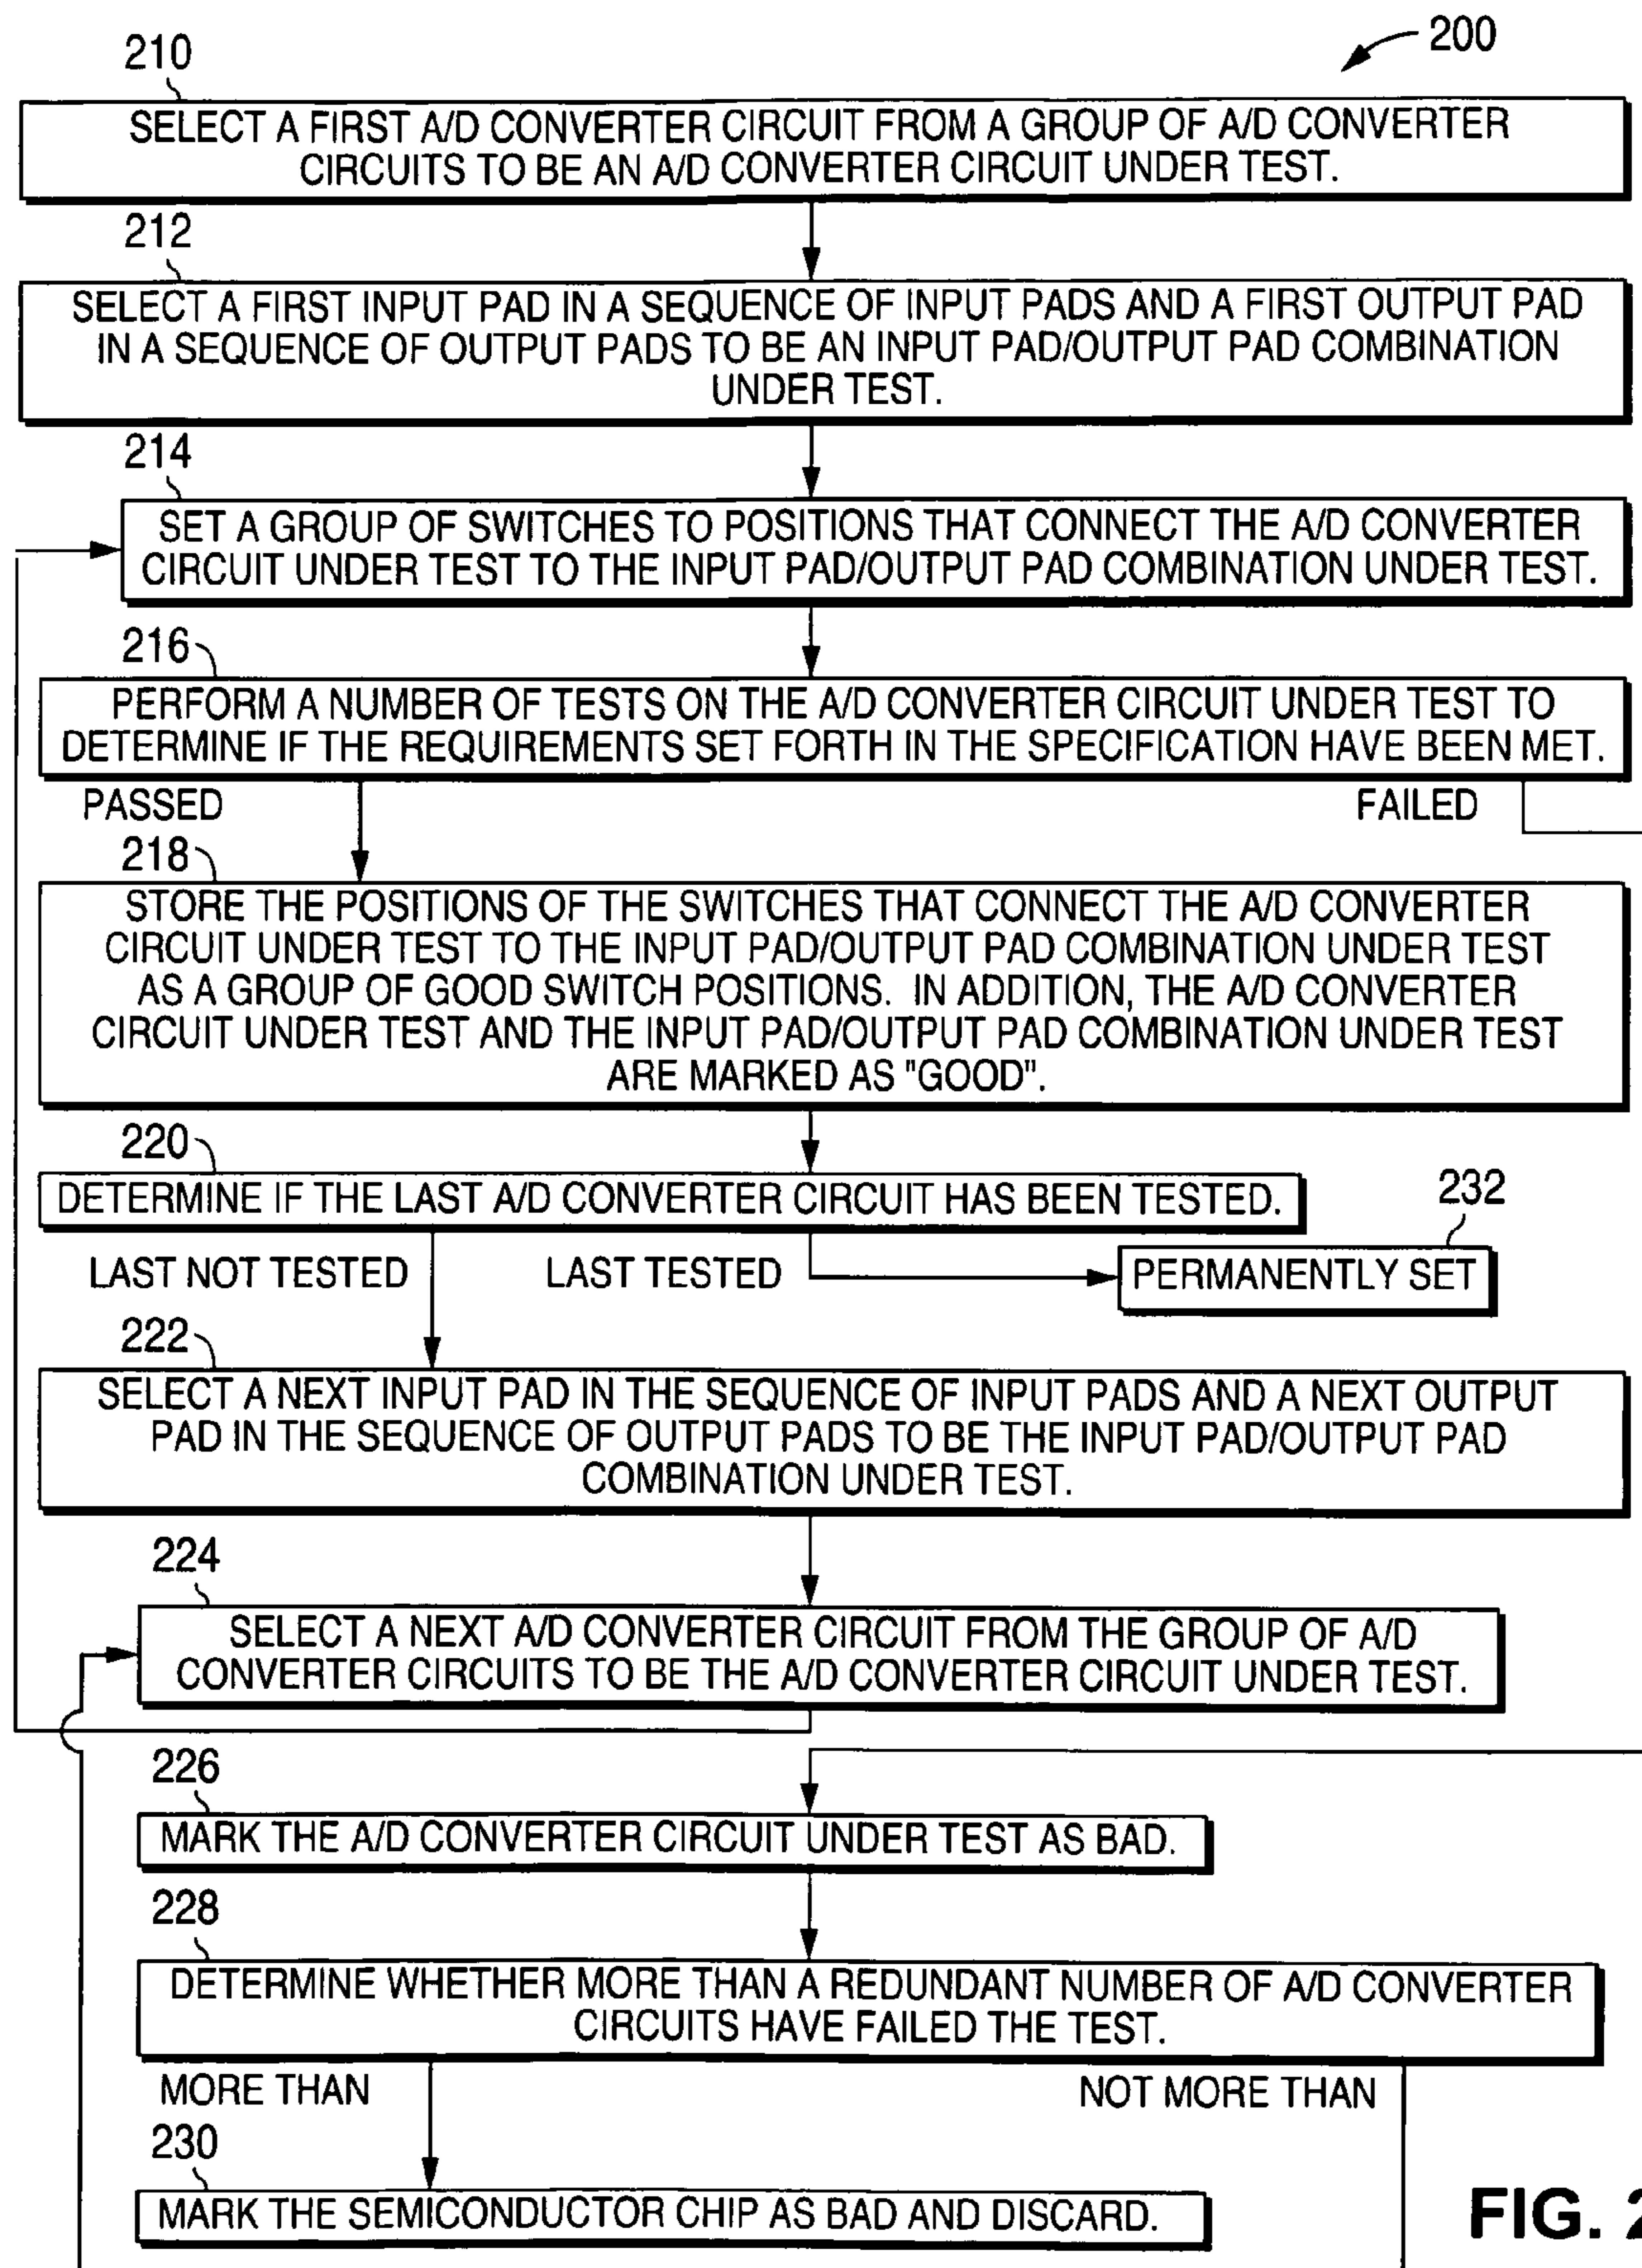 200
210
SELECT A FIRST A/D CONVERTER CIRCUIT FROM A GROUP OF A/D CONVERTER
CIRCUITS TO BE AN A/D CONVERTER CIRCUIT UNDER TEST.
212
SELECT A FIRST INPUT PAD IN A SEQUENCE OF INPUT PADS AND A FIRST OUTPUT PAD
IN A SEQUENCE OF OUTPUT PADS TO BE AN INPUT PAD/OUTPUT PAD COMBINATION
UNDER TEST.
214
SET A GROUP OF SWITCHES TO POSITIONS THAT CONNECT THE A/D CONVERTER
CIRCUIT UNDER TEST TO THE INPUT PAD/OUTPUT PAD COMBINATION UNDER TEST.
216
PERFORM A NUMBER OF TESTS ON THE A/D CONVERTER CIRCUIT UNDER TEST TO
DETERMINE IF THE REQUIREMENTS SET FORTH IN THE SPECIFICATION HAVE BEEN MET.
PASSED
FAILED
218
STORE THE POSITIONS OF THE SWITCHES THAT CONNECT THE A/D CONVERTER
CIRCUIT UNDER TEST TO THE INPUT PAD/OUTPUT PAD COMBINATION UNDER TEST
AS A GROUP OF GOOD SWITCH POSITIONS. IN ADDITION, THE A/D CONVERTER
CIRCUIT UNDER TEST AND THE INPUT PAD/OUTPUT PAD COMBINATION UNDER TEST
ARE MARKED AS "GOOD".
220
DETERMINE IF THE LAST A/D CONVERTER CIRCUIT HAS BEEN TESTED.
232
LAST NOT TESTED
LAST TESTED
PERMANENTLY SET
222
SELECT A NEXT INPUT PAD IN THE SEQUENCE OF INPUT PADS AND A NEXT OUTPUT
PAD IN THE SEQUENCE OF OUTPUT PADS TO BE THE INPUT PAD/OUTPUT PAD
COMBINATION UNDER TEST.
224
SELECT A NEXT A/D CONVERTER CIRCUIT FROM THE GROUP OF A/D
CONVERTER CIRCUITS TO BE THE A/D CONVERTER CIRCUIT UNDER TEST.
226
MARK THE A/D CONVERTER CIRCUIT UNDER TEST AS BAD.
228
DETERMINE WHETHER MORE THAN A REDUNDANT NUMBER OF A/D CONVERTER
CIRCUITS HAVE FAILED THE TEST.
MORE THAN
NOT MORE THAN
230
MARK THE SEMICONDUCTOR CHIP AS BAD AND DISCARD.
FIG. 2